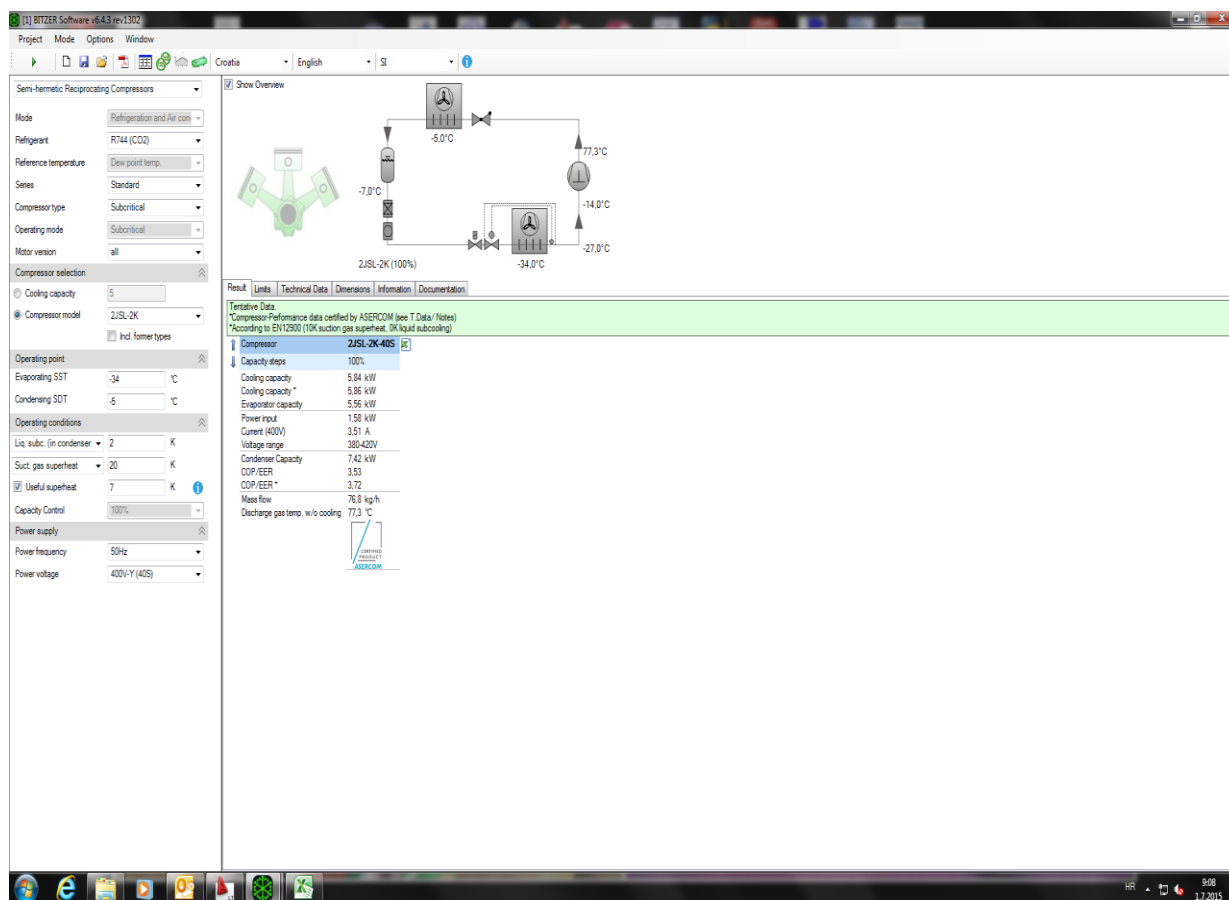 [1] BITZER Software v6.4.3 rev1302
Project Mode Options Window
Croatia English SI
Semi-hermetic Reciprocating Compressors
Mode Refrigeration and Air con
Refrigerant R744 (CO2)
Reference temperature Dew point temp.
Series Standard
Compressor type Subcritical
Operating mode Subcritical
Motor version all
Compressor selection
Cooling capacity 5
Compressor model 2JSL-2K
Incl. former types
Operating point
Evaporating SST -34 °C
Condensing SDT -5 °C
Operating conditions
Liq. subc. (in condenser 2 K
Suct. gas superheat 20 K
Useful superheat 7 K
Capacity Control 100%
Power supply
Power frequency 50Hz
Power voltage 400V-Y (40S)
Show Overview
-5,0°C
77,3°C
-7,0°C
-14,0°C
-27,0°C
2JSL-2K (100%)
-34,0°C
Result Limits Technical Data Dimensions Information Documentation
Tentative Data.
*Compressor-Performance data certified by ASERCOM (see T.Data/ Notes)
*According to EN12900 (10K suction gas superheat, 0K liquid subcooling)
Compressor 2JSL-2K-40S
Capacity steps 100%
Cooling capacity 5,84 kW
Cooling capacity * 5,86 kW
Evaporator capacity 5,56 kW
Power input 1,58 kW
Current (400V) 3,51 A
Voltage range 380-420V
Condenser Capacity 7,42 kW
COP/EER 3,53
COP/EER * 3,72
Mass flow 76,8 kg/h
Discharge gas temp. w/o cooling 77,3 °C
CERTIFIED
PRODUCT
ASERCOM
HR
9:08
1.7.2015